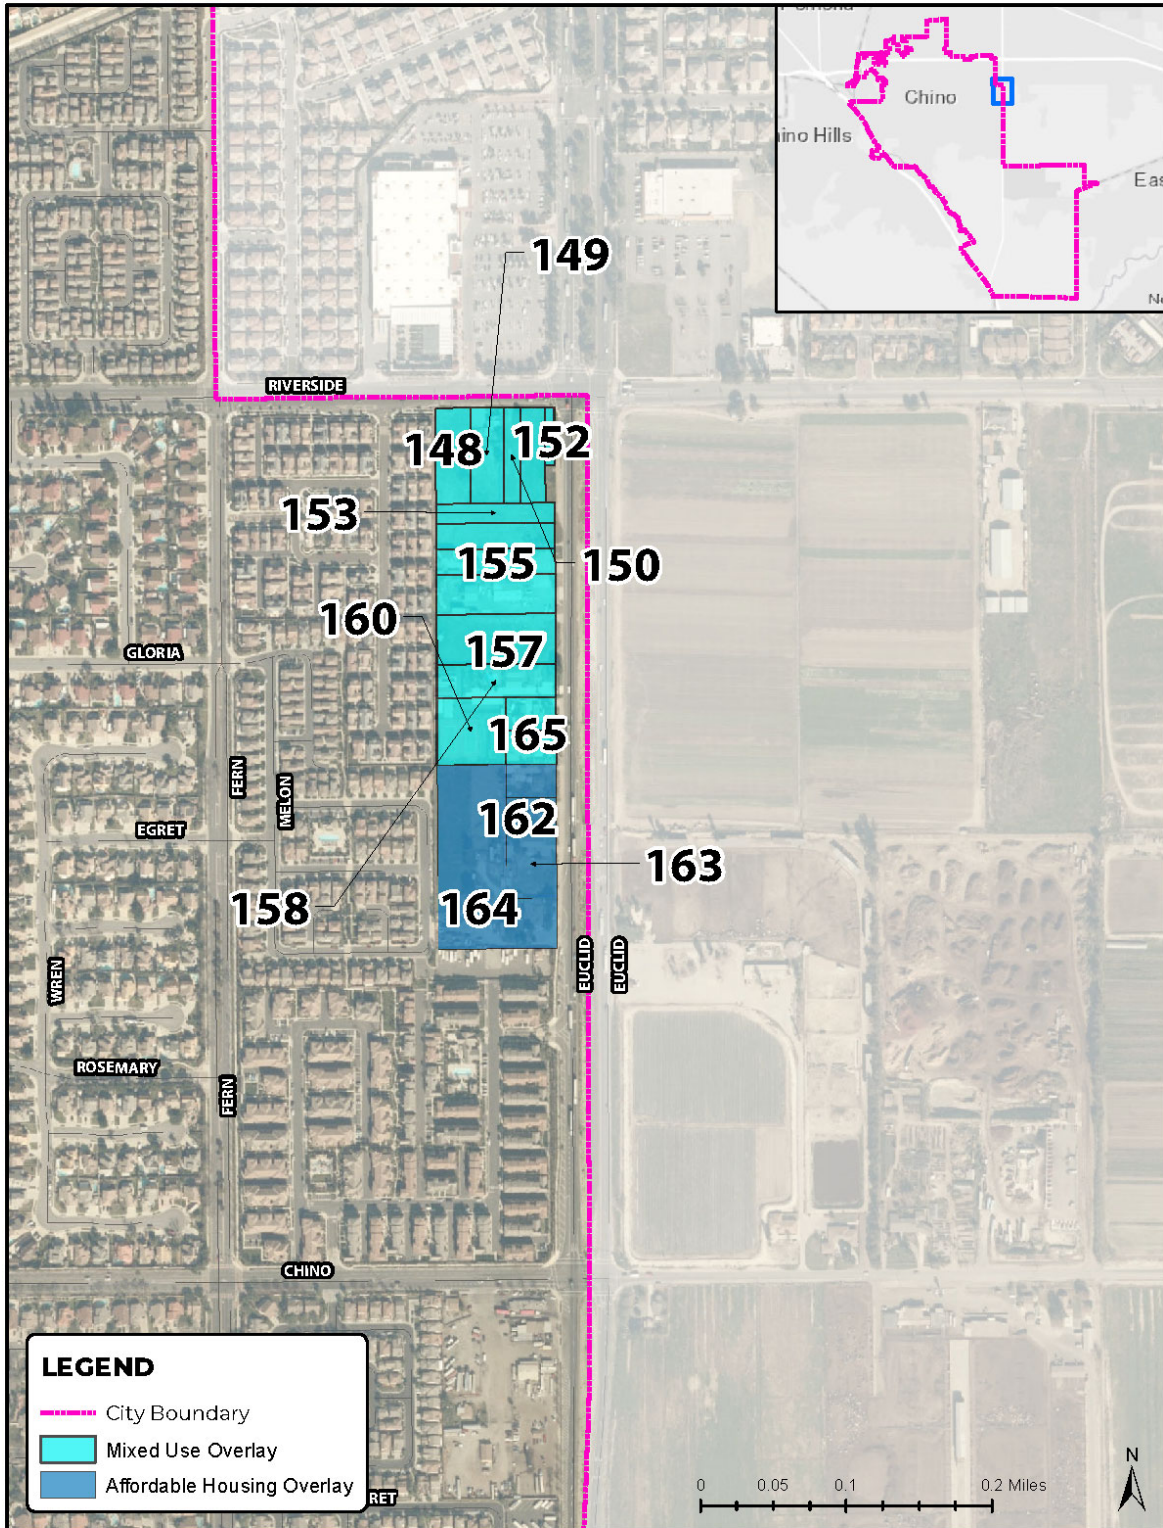 Chino
ino Hills
Eas
Ne
149
RIVERSIDE
148
152
153
155
150
160
157
GLORIA
165
FERN
MELON
162
EGRET
163
158
164
EUCLID
EUCLID
WREN
ROSEMARY
FERN
CHINO
LEGEND
City Boundary
Mixed Use Overlay
Affordable Housing Overlay
RET
0 0.05 0.1 0.2 Miles
N